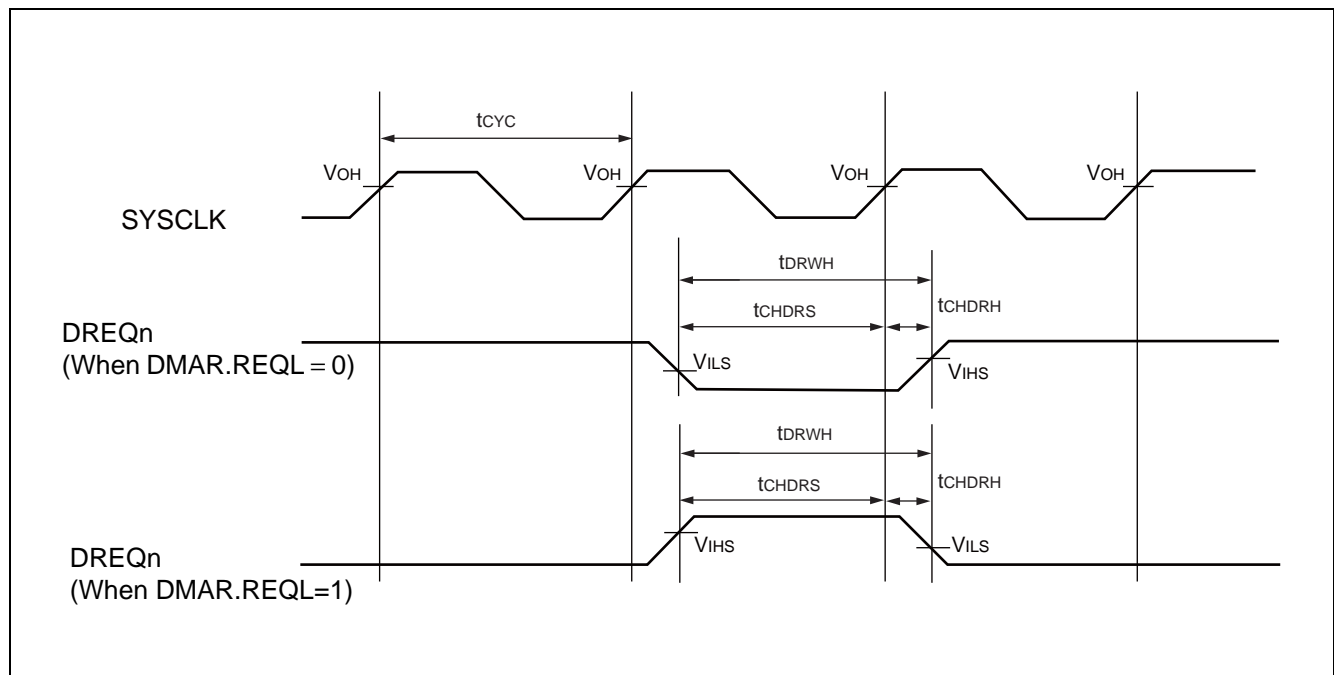 tCYC
VOH VOH VOH VOH
SYSCLK
tDRWH
tCHDRS tCHDRH
DREQn
(When DMAR.REQL = 0)
VILS VIHS
tDRWH
tCHDRS tCHDRH
VIHS VILS
DREQn
(When DMAR.REQL=1)